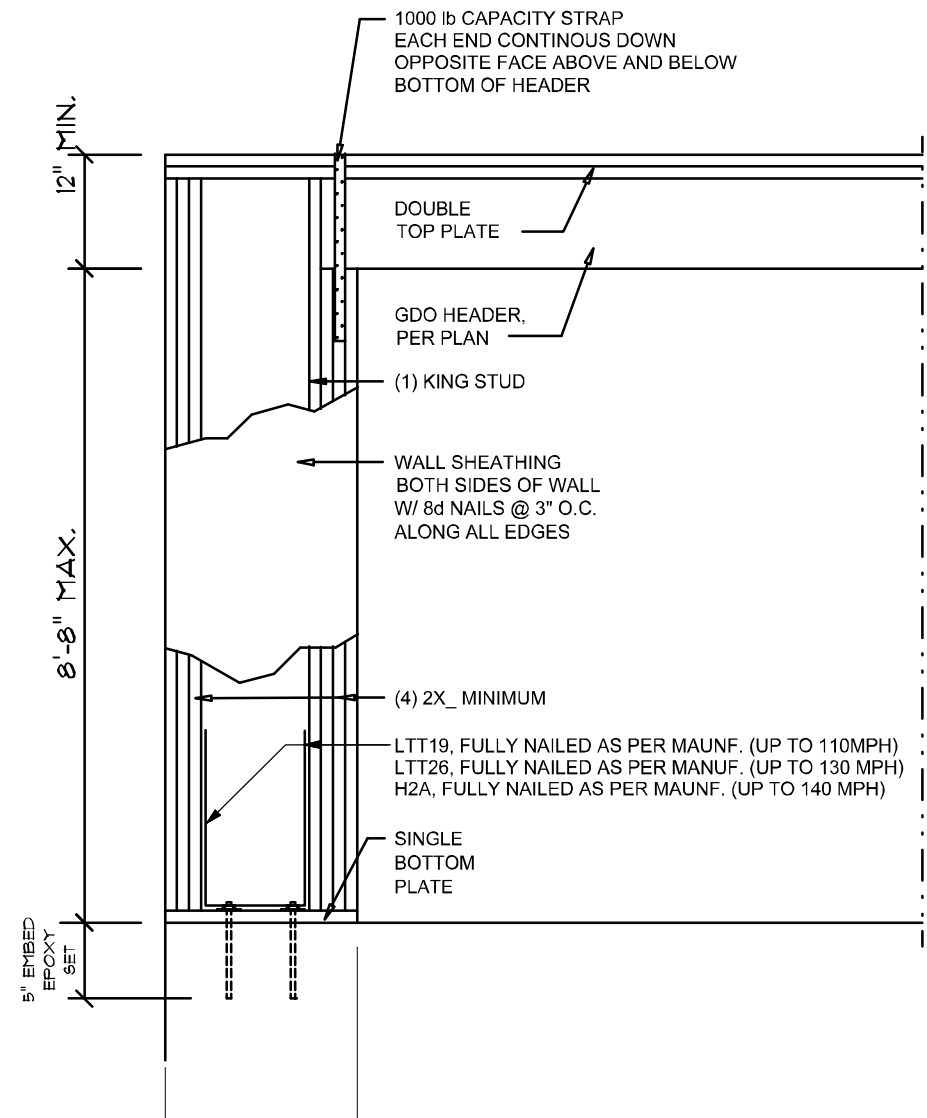 1000 lb CAPACITY STRAP
EACH END CONTINOUS DOWN
OPPOSITE FACE ABOVE AND BELOW
BOTTOM OF HEADER
12" MIN.
DOUBLE
TOP PLATE
GDO HEADER,
PER PLAN
(1) KING STUD
WALL SHEATHING
BOTH SIDES OF WALL
W/ 8d NAILS @ 3" O.C.
ALONG ALL EDGES
8'-8" MAX.
(4) 2X_ MINIMUM
LTT19, FULLY NAILED AS PER MAUNF. (UP TO 110MPH)
LTT26, FULLY NAILED AS PER MANUF. (UP TO 130 MPH)
H2A, FULLY NAILED AS PER MAUNF. (UP TO 140 MPH)
SINGLE
BOTTOM
PLATE
5" EMBED
EPOXY
SET